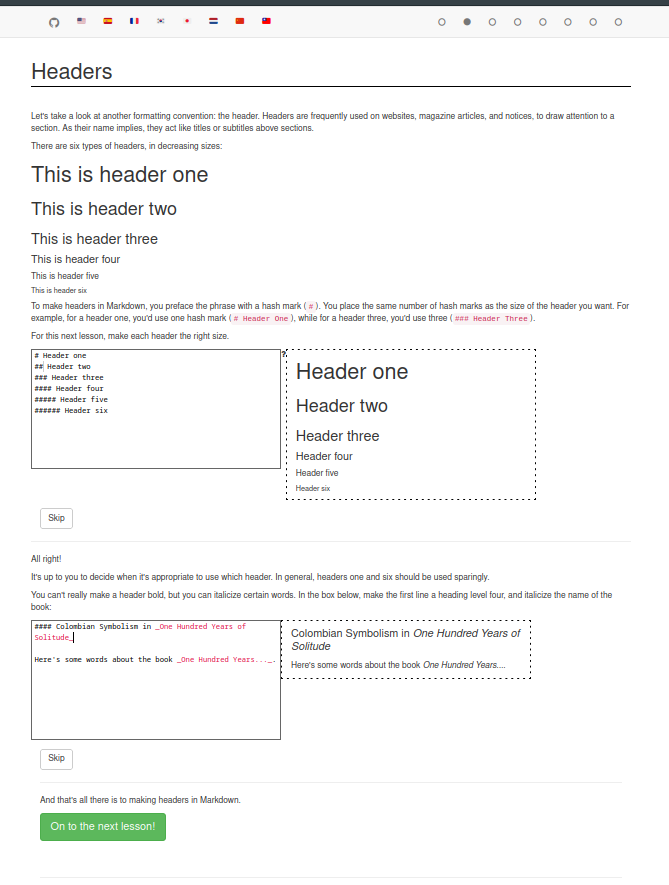 Headers
Let's take a look at another formatting convention: the header. Headers are frequently used on websites, magazine articles, and notices, to draw attention to a
section. As their name implies, they act like titles or subtitles above sections.
There are six types of headers, in decreasing sizes:
This is header one
This is header two
This is header three
This is header four
This is header five
This is header six
To make headers in Markdown, you preface the phrase with a hash mark ( # ). You place the same number of hash marks as the size of the header you want. For
example, for a header one, you'd use one hash mark ( # Header One ), while for a header three, you'd use three ( ### Header Three ).
For this next lesson, make each header the right size.
# Header one
## Header two
### Header three
#### Header four
##### Header five
###### Header six
?
Header one
Header two
Header three
Header four
Header five
Header six
Skip
All right!
It's up to you to decide when it's appropriate to use which header. In general, headers one and six should be used sparingly.
You can't really make a header bold, but you can italicize certain words. In the box below, make the first line a heading level four, and italicize the name of the
book:
#### Colombian Symbolism in _One Hundred Years of
Solitude_
Here's some words about the book _One Hundred Years..._.
Colombian Symbolism in One Hundred Years of
Solitude
Here's some words about the book One Hundred Years....
Skip
And that's all there is to making headers in Markdown.
On to the next lesson!